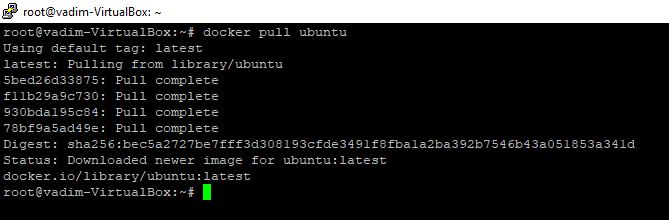 root@vadim-VirtualBox: ~
root@vadim-VirtualBox:~# docker pull ubuntu
Using default tag: latest
latest: Pulling from library/ubuntu
5bed26d33875: Pull complete
f11b29a9c730: Pull complete
930bda195c84: Pull complete
78bf9a5ad49e: Pull complete
Digest: sha256:bec5a2727be7fff3d308193cfde3491f8fba1a2ba392b7546b43a051853a341d
Status: Downloaded newer image for ubuntu:latest
docker.io/library/ubuntu:latest
root@vadim-VirtualBox:~#